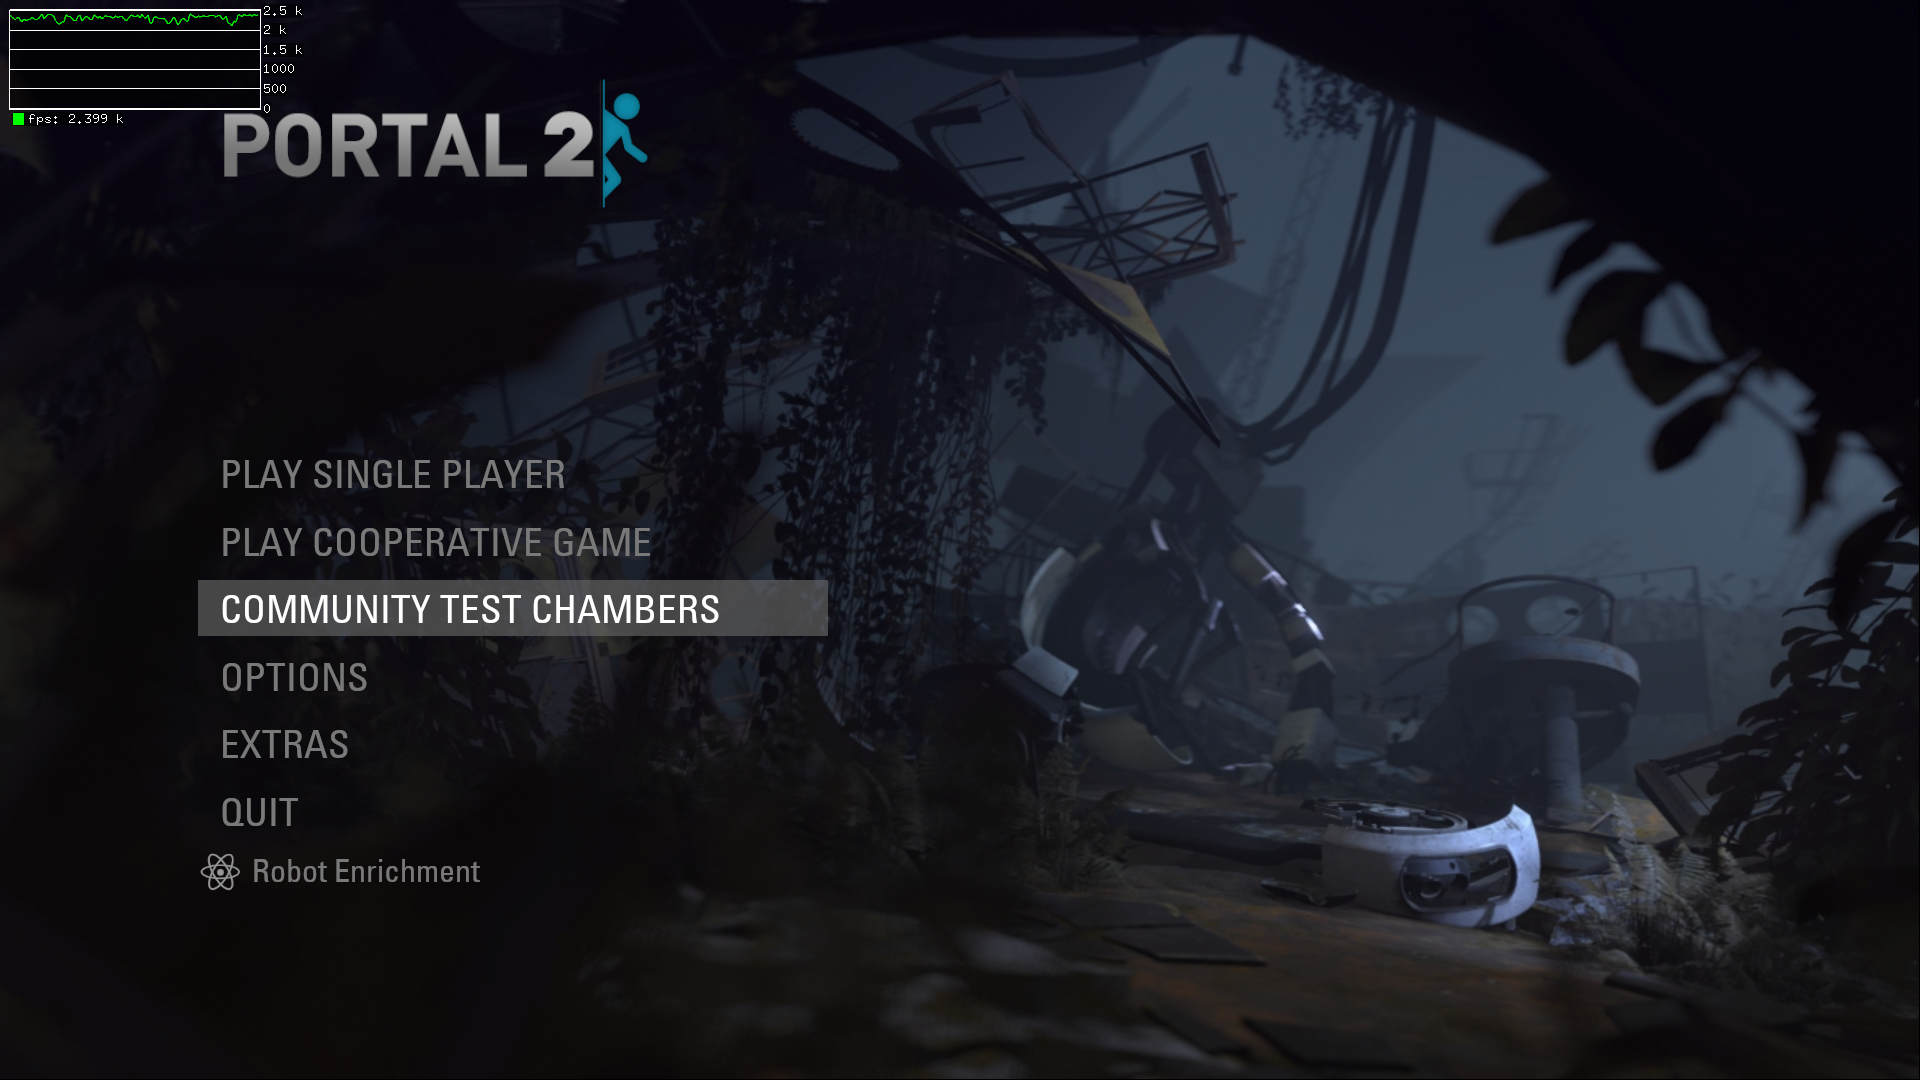 2.5 k
2 k
1.5 k
1000
500
0
fps: 2.399 k
PORTAL 2
PLAY SINGLE PLAYER
PLAY COOPERATIVE GAME
COMMUNITY TEST CHAMBERS
OPTIONS
EXTRAS
QUIT
Robot Enrichment